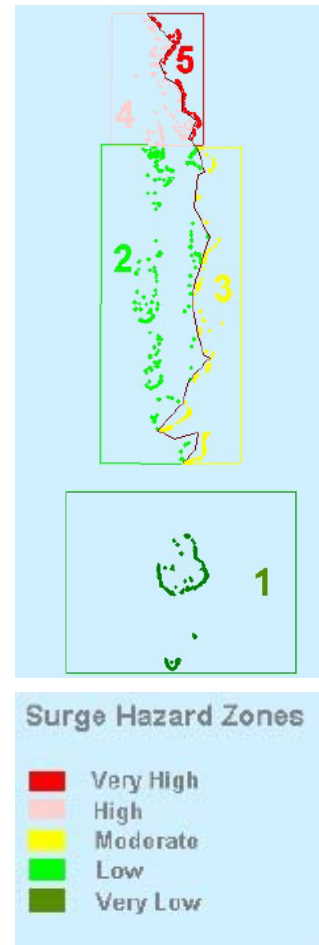 5
4
2
3
1
Surge Hazard Zones
Very High
High
Moderate
Low
Very Low